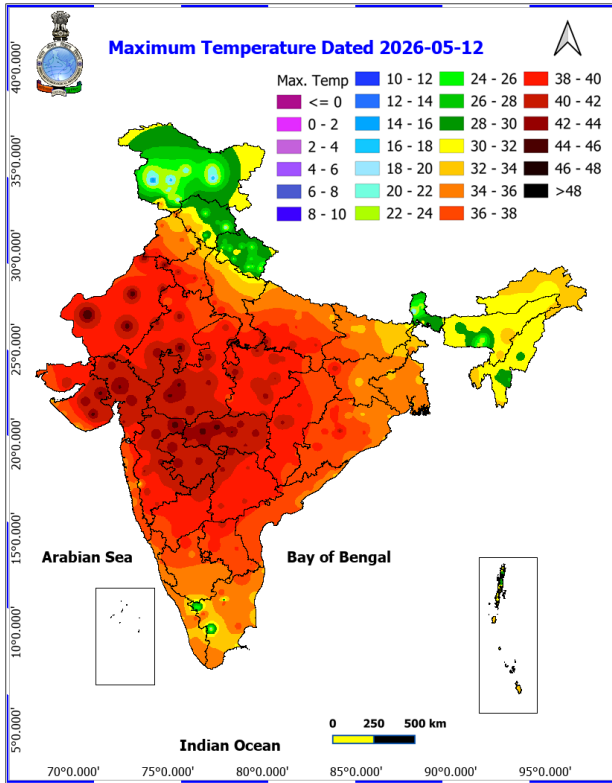 Maximum Temperature Dated 2026-05-12
Max. Temp
<= 0
0 - 2
2 - 4
4 - 6
6 - 8
8 - 10
10 - 12
12 - 14
14 - 16
16 - 18
18 - 20
20 - 22
22 - 24
24 - 26
26 - 28
28 - 30
30 - 32
32 - 34
34 - 36
36 - 38
38 - 40
40 - 42
42 - 44
44 - 46
46 - 48
>48
40°0.000'
35°0.000'
30°0.000'
25°0.000'
20°0.000'
15°0.000'
10°0.000'
5°0.000'
Arabian Sea
Bay of Bengal
0 250 500 km
Indian Ocean
70°0.000' 75°0.000' 80°0.000' 85°0.000' 90°0.000' 95°0.000'